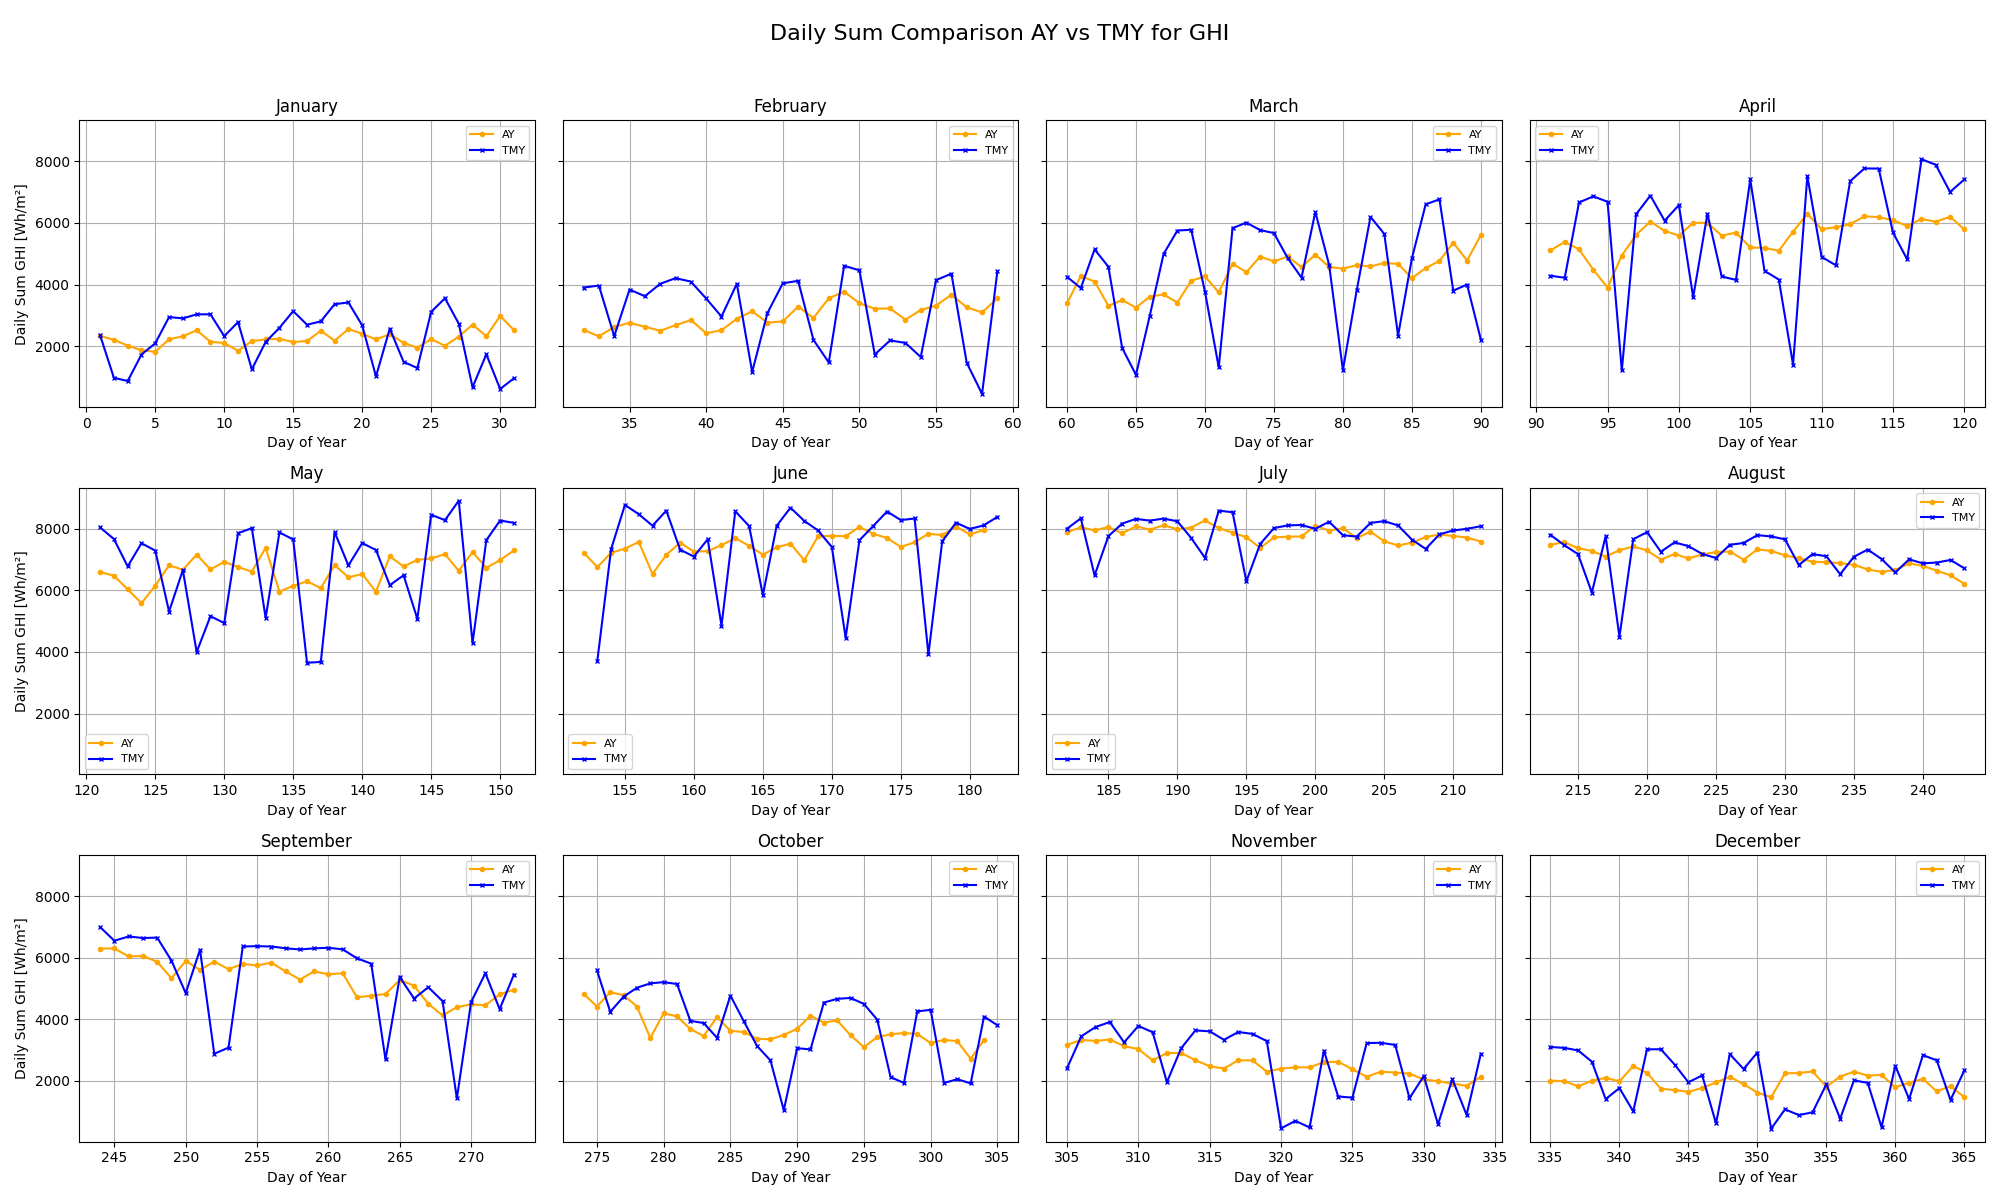 Daily Sum Comparison AY vs TMY for GHI
January
February
March
April
AY
TMY
AY
TMY
AY
TMY
AY
TMY
Daily Sum GHI [Wh/m²]
8000
6000
4000
2000
0 5 10 15 20 25 30
35 40 45 50 55 60
60 65 70 75 80 85 90
90 95 100 105 110 115 120
Day of Year
Day of Year
Day of Year
Day of Year
May
June
July
August
Daily Sum GHI [Wh/m²]
8000
6000
4000
2000
AY
TMY
AY
TMY
AY
TMY
AY
TMY
120 125 130 135 140 145 150
155 160 165 170 175 180
185 190 195 200 205 210
215 220 225 230 235 240
Day of Year
Day of Year
Day of Year
Day of Year
September
October
November
December
AY
TMY
AY
TMY
AY
TMY
AY
TMY
Daily Sum GHI [Wh/m²]
8000
6000
4000
2000
245 250 255 260 265 270
275 280 285 290 295 300 305
305 310 315 320 325 330 335
335 340 345 350 355 360 365
Day of Year
Day of Year
Day of Year
Day of Year